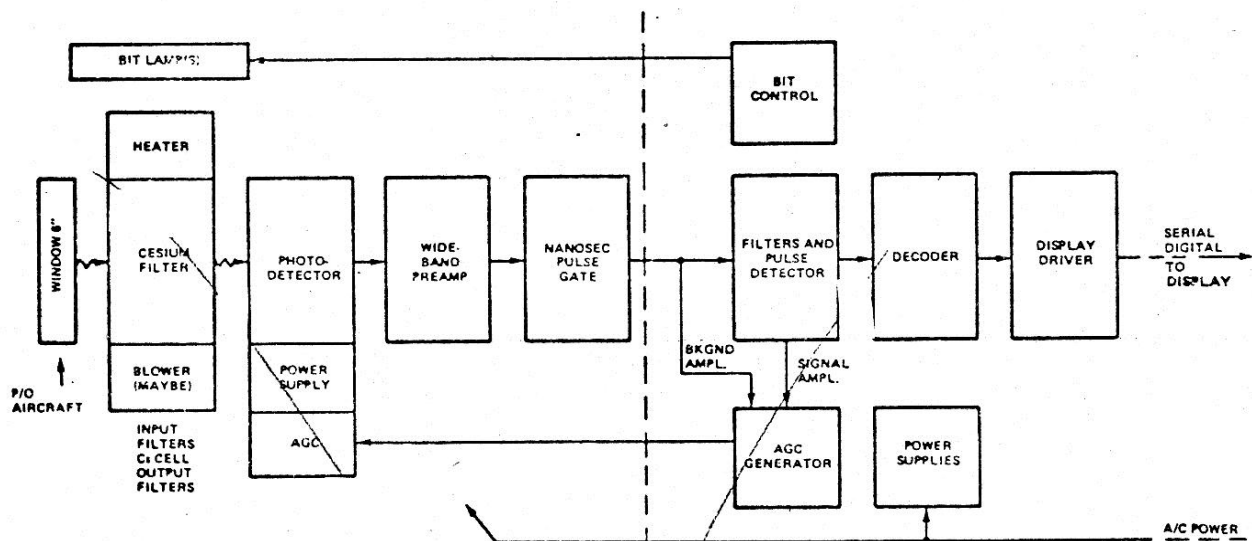 BIT LAMP(S)
BIT
CONTROL
HEATER
WINDOW 6"
CESIUM
FILTER
PHOTO-
DETECTOR
WIDE-
BAND
PREAMP
NANOSEC
PULSE
GATE
FILTERS AND
PULSE
DETECTOR
DECODER
DISPLAY
DRIVER
SERIAL
DIGITAL
TO
DISPLAY
BLOWER
(MAYBE)
POWER
SUPPLY
AGC
BKGND
AMPL.
SIGNAL
AMPL.
P/O
AIRCRAFT
INPUT
FILTERS
Cs CELL
OUTPUT
FILTERS
AGC
GENERATOR
POWER
SUPPLIES
A/C POWER